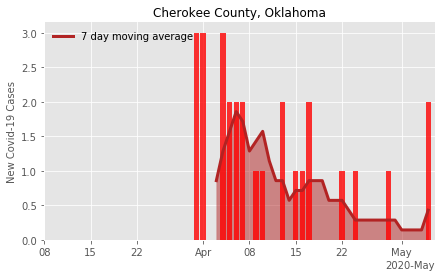 Cherokee County, Oklahoma
7 day moving average
New Covid-19 Cases
3.0
2.5
2.0
1.5
1.0
0.5
0.0
08 15 22 Apr 08 15 22 May
2020-May